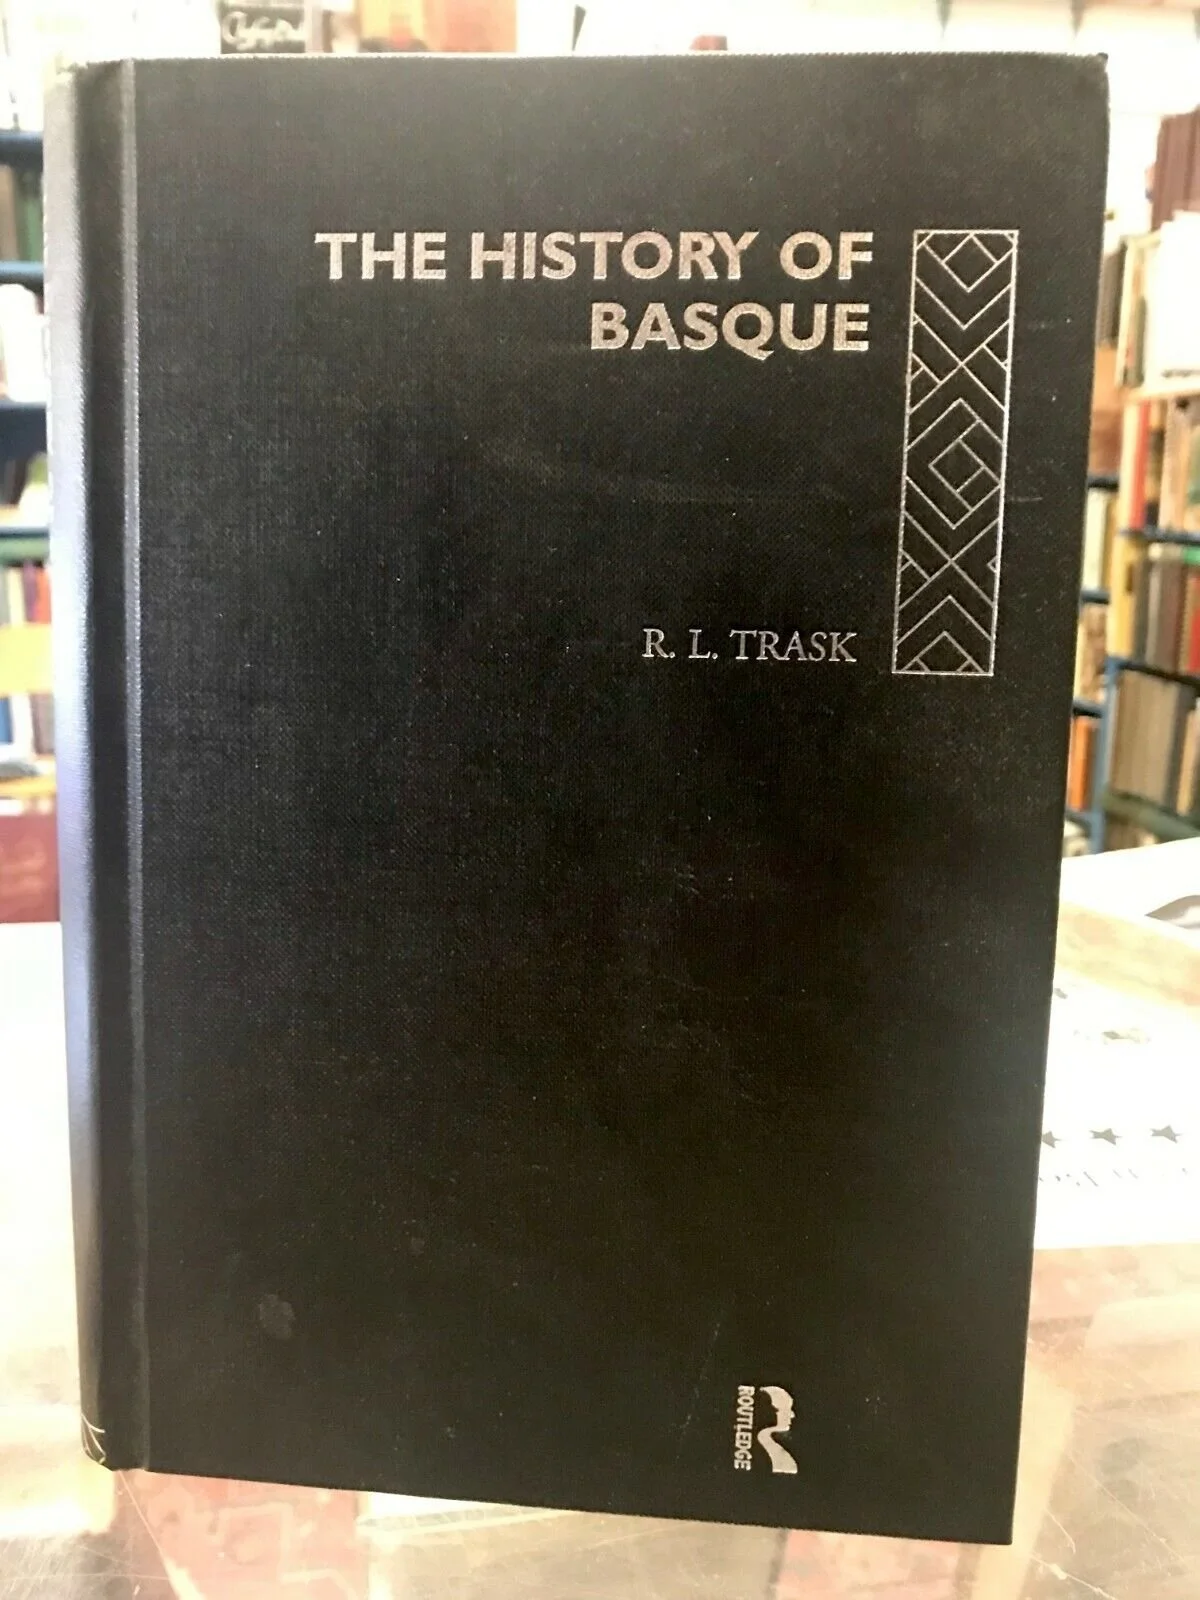 THE HISTORY OF
BASQUE
R. L. TRASK
ROUTLEDGE